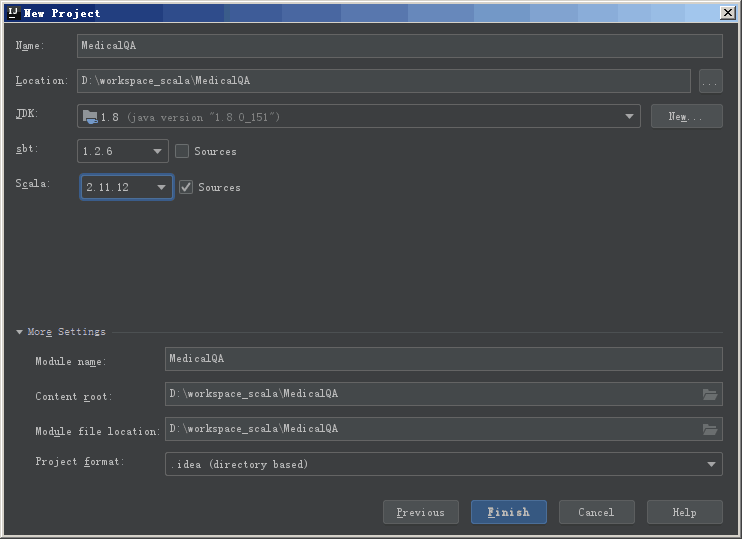 New Project
Name: MedicalQA
Location: D:\workspace_scala\MedicalQA ...
JDK: 1.8 (java version "1.8.0_151") New...
sbt: 1.2.6 Sources
Scala: 2.11.12 Sources
More Settings
Module name: MedicalQA
Content root: D:\workspace_scala\MedicalQA
Module file location: D:\workspace_scala\MedicalQA
Project format: .idea (directory based)
Previous Finish Cancel Help